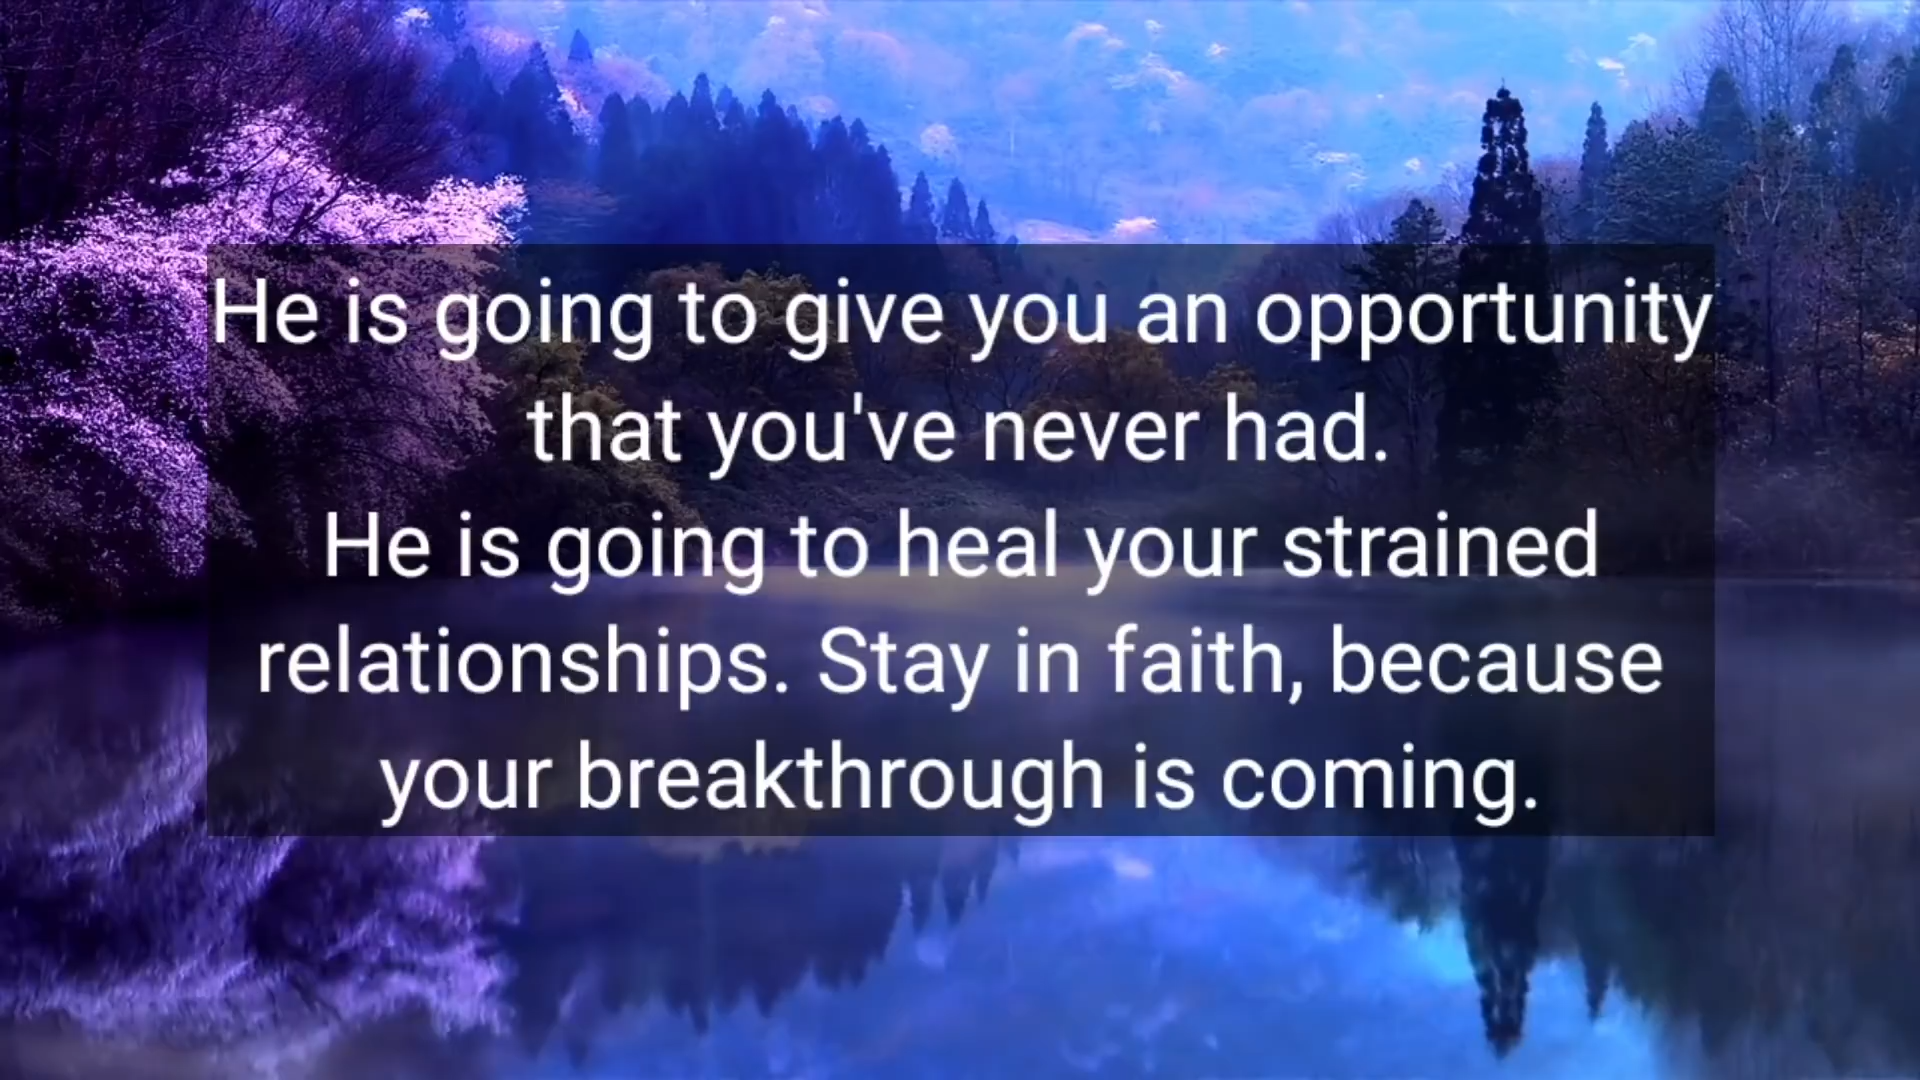 He is going to give you an opportunity
that you've never had.
He is going to heal your strained
relationships. Stay in faith, because
your breakthrough is coming.